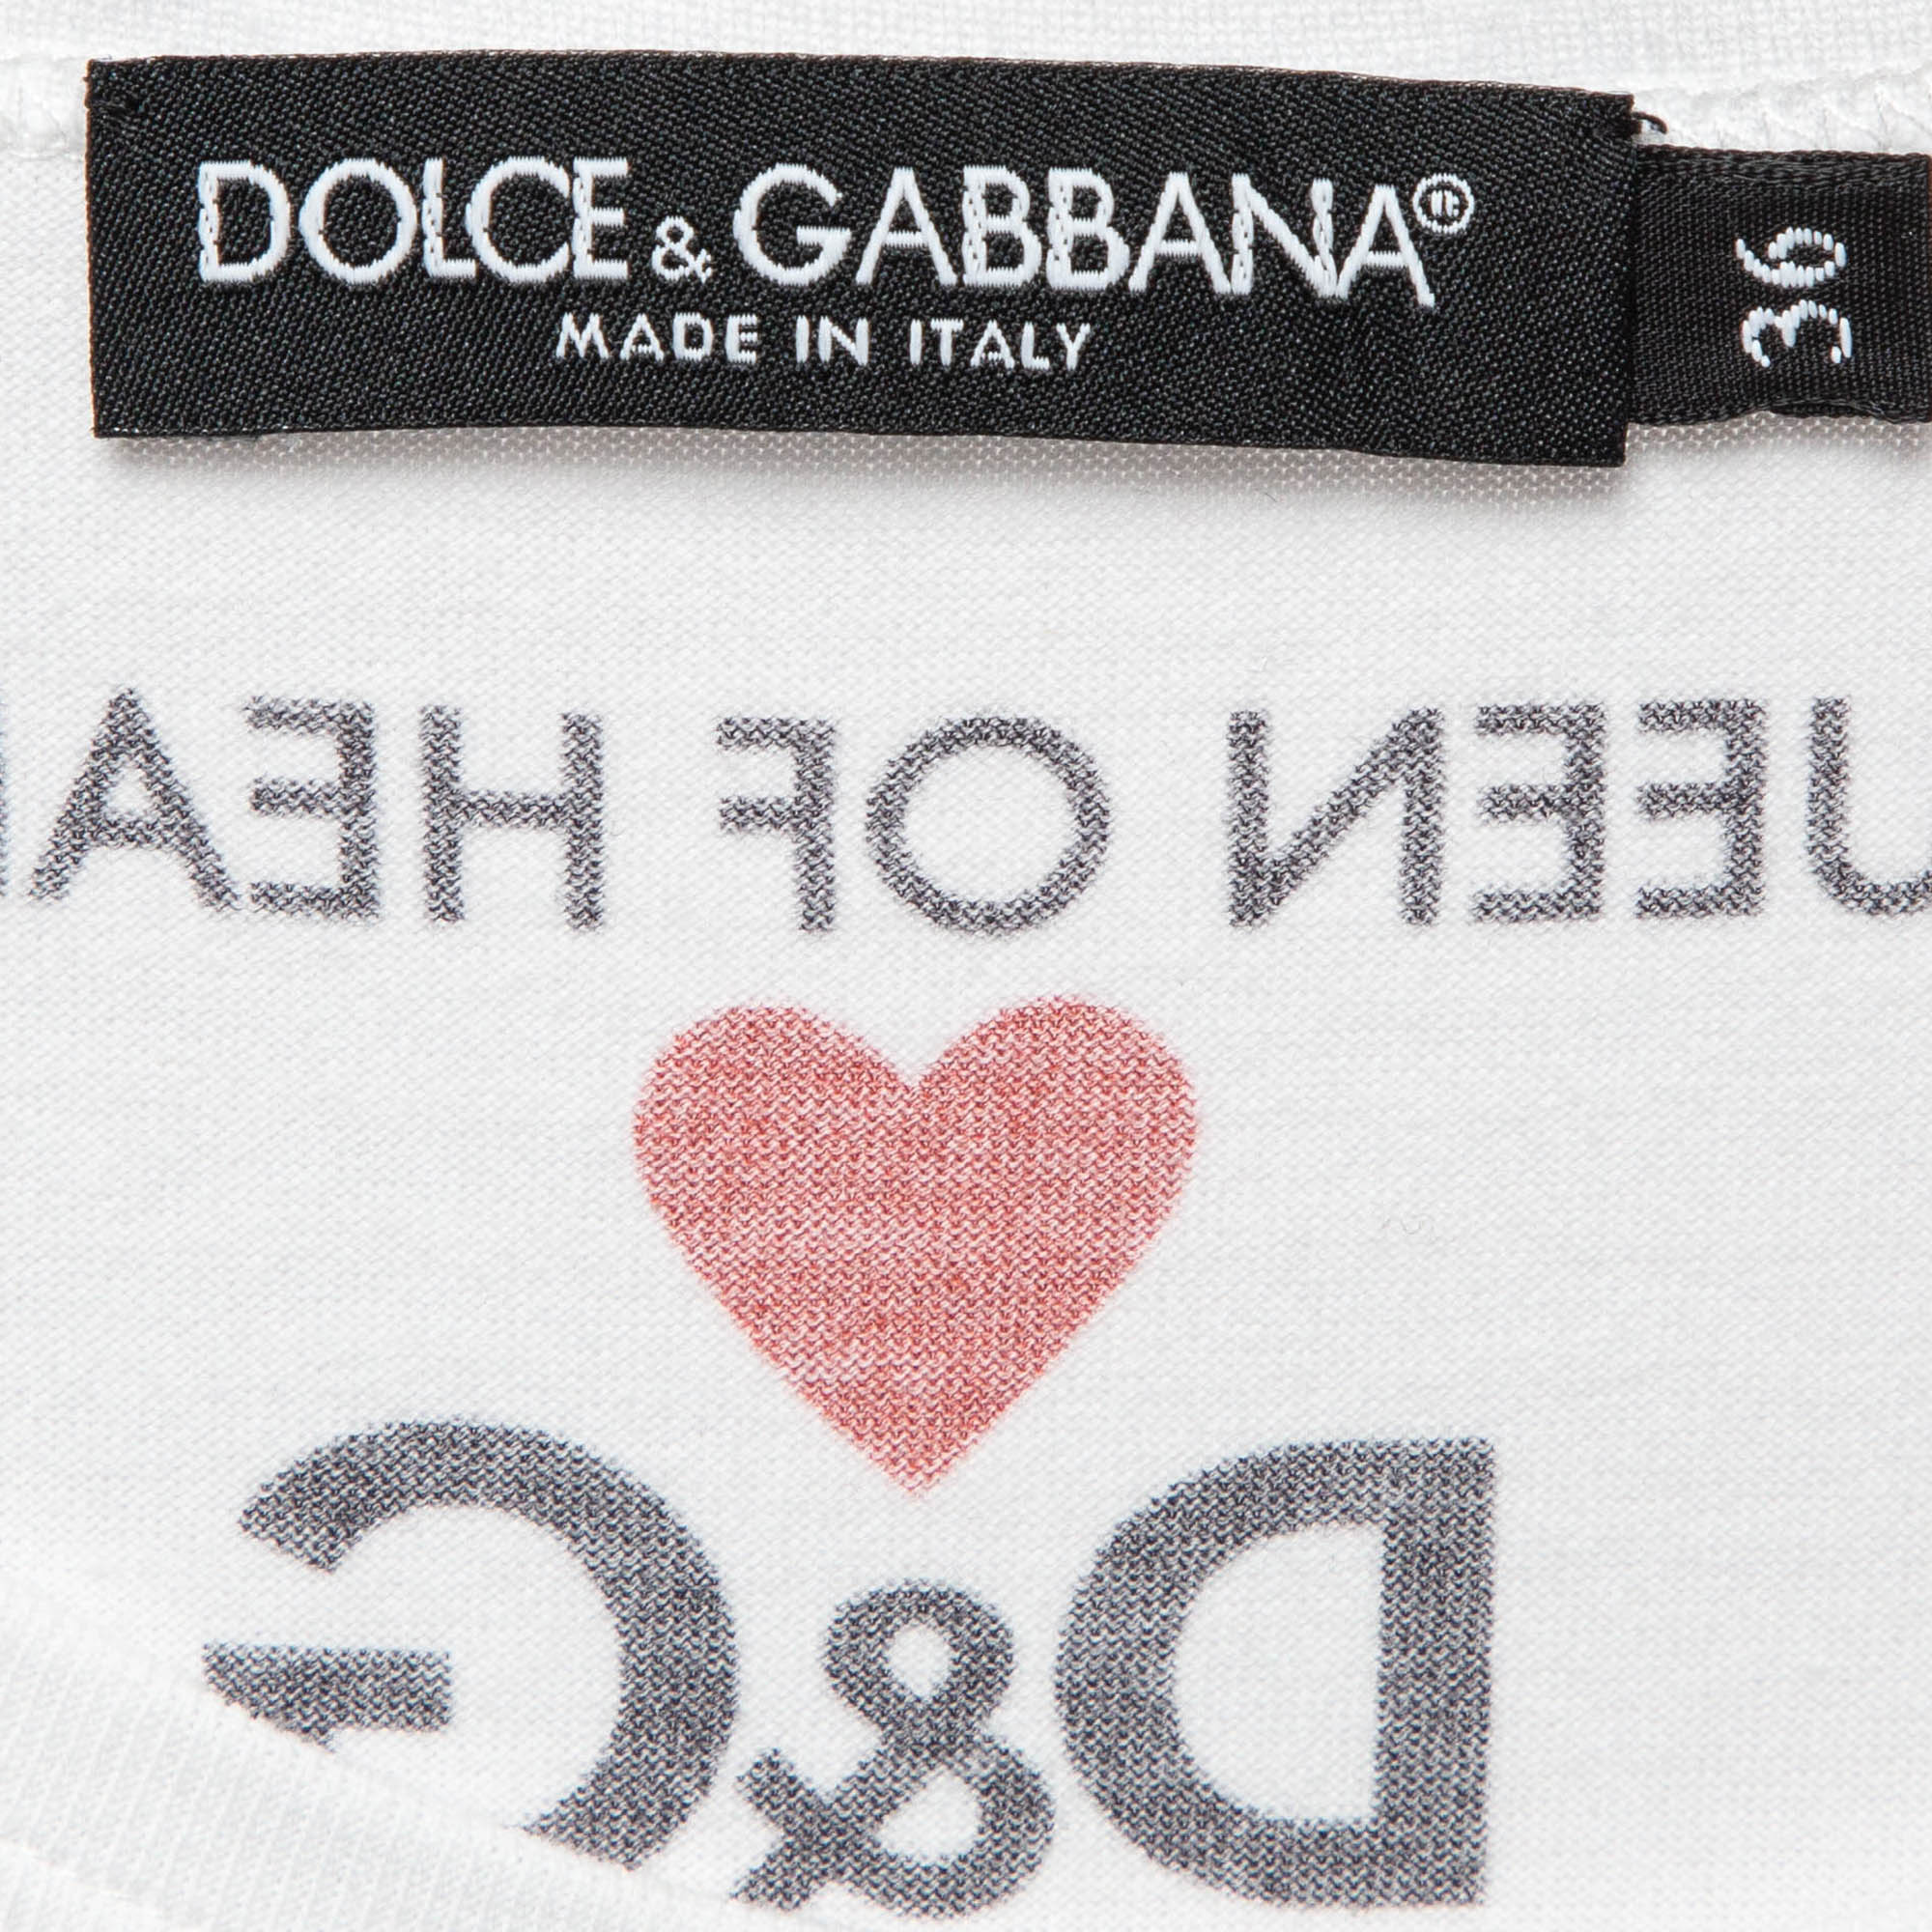 DOLCE & GABBANA®
MADE IN ITALY
36
UEEN OF HEA
D&G